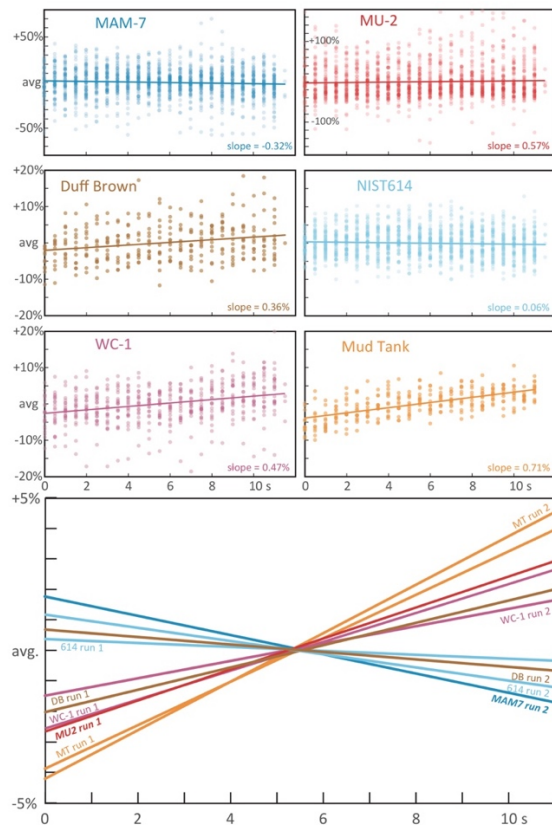 MAM-7
MU-2
+50%
avg
-50%
+100%
-100%
slope = -0.32%
slope = 0.57%
Duff Brown
NIST614
+20%
+10%
avg
-10%
-20%
slope = 0.36%
slope = 0.06%
WC-1
Mud Tank
+20%
+10%
avg
-10%
-20%
slope = 0.47%
slope = 0.71%
0 2 4 6 8 10 s
0 2 4 6 8 10 s
+5%
avg.
-5%
MT run 2
WC-1 run 2
614 run 1
DB run 1
WC-1 run 1
MU2 run 1
MT run 1
DB run 2
614 run 2
MAM7 run 2
0 2 4 6 8 10 s